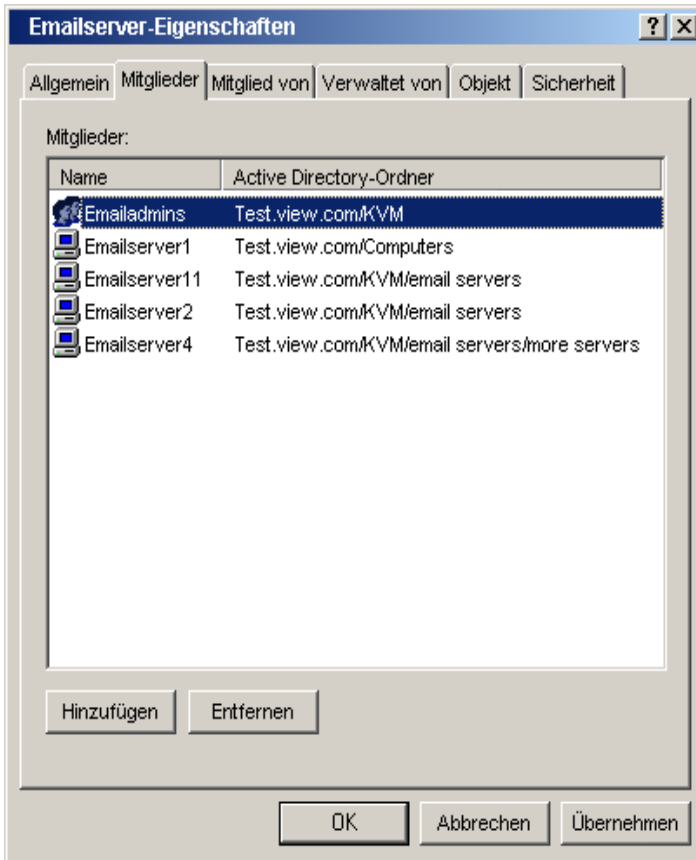 Emailserver-Eigenschaften
Allgemein Mitglieder Mitglied von Verwaltet von Objekt Sicherheit
Mitglieder:
Name Active Directory-Ordner
Emailadmins Test.view.com/KVM
Emailserver1 Test.view.com/Computers
Emailserver11 Test.view.com/KVM/email servers
Emailserver2 Test.view.com/KVM/email servers
Emailserver4 Test.view.com/KVM/email servers/more servers
Hinzufügen Entfernen
OK Abbrechen Übernehmen